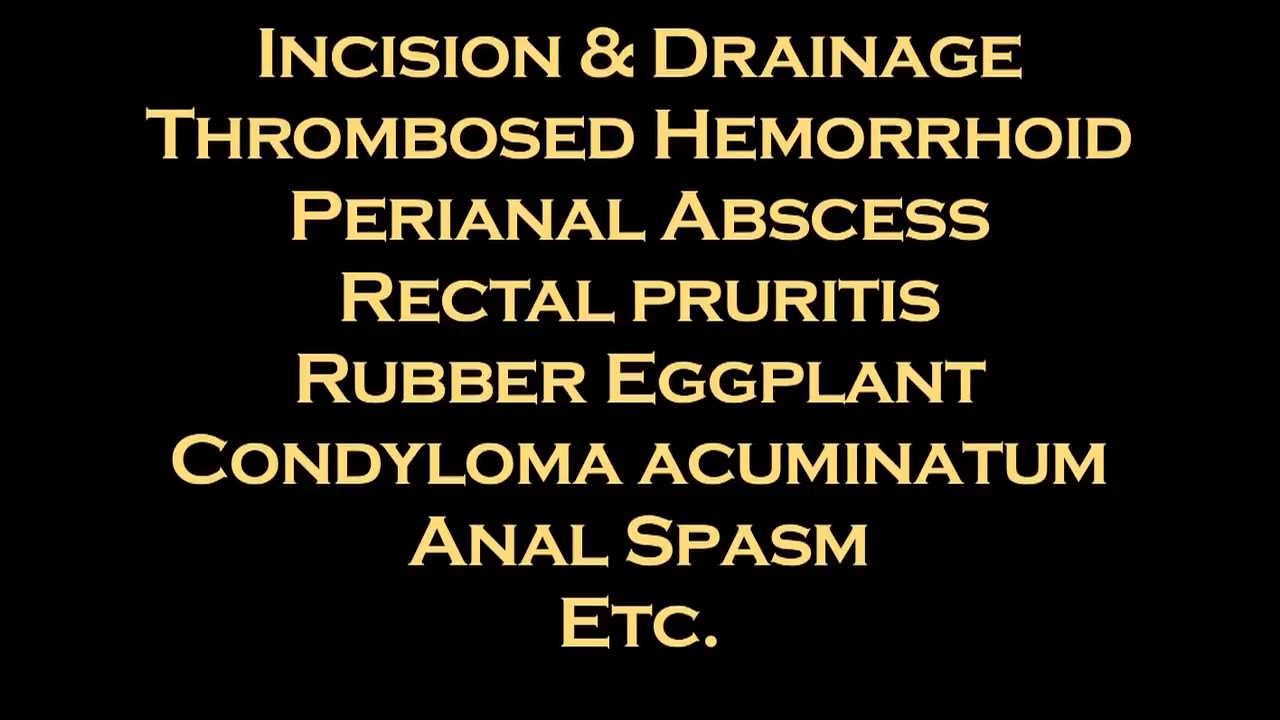 Incision & Drainage
Thrombosed Hemorrhoid
Perianal Abscess
Rectal pruritis
Rubber Eggplant
Condyloma acuminatum
Anal Spasm
Etc.